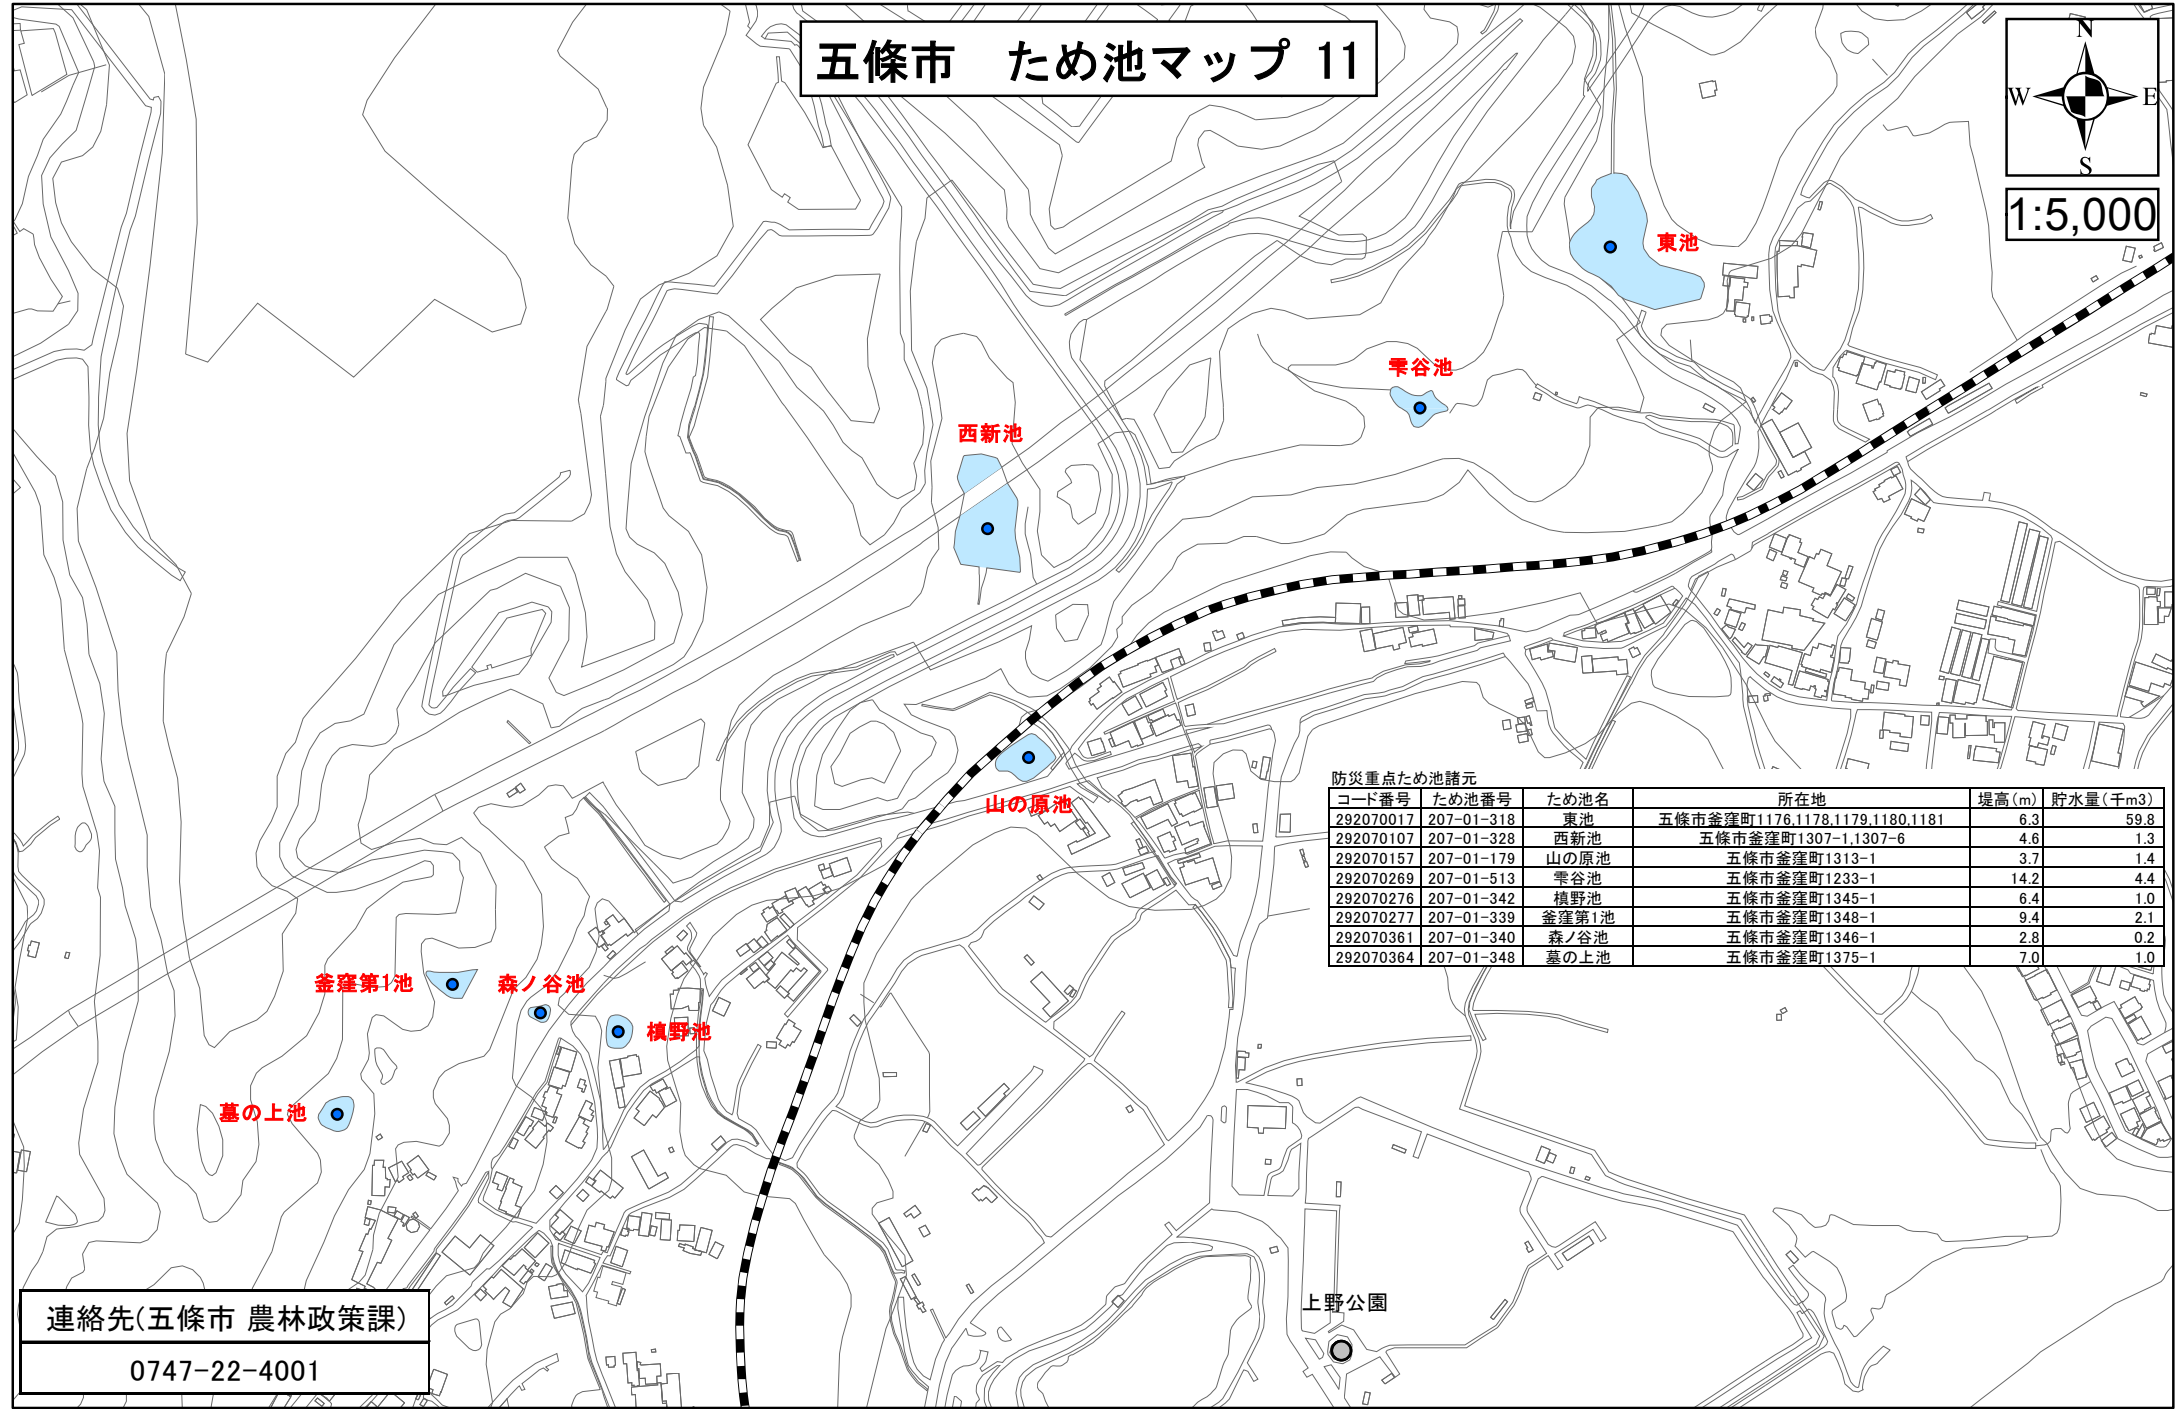 五條市　ため池マップ 11
N
W E
S
1:5,000
東池
雫谷池
西新池
山の原池
釜窪第1池
森ノ谷池
槙野池
墓の上池
防災重点ため池諸元
コード番号 ため池番号 ため池名 所在地 堤高(m) 貯水量(千m3)
292070017 207-01-318 東池 五條市釜窪町1176,1178,1179,1180,1181 6.3 59.8
292070107 207-01-328 西新池 五條市釜窪町1307-1,1307-6 4.6 1.3
292070157 207-01-179 山の原池 五條市釜窪町1313-1 3.7 1.4
292070269 207-01-513 雫谷池 五條市釜窪町1233-1 14.2 4.4
292070276 207-01-342 槙野池 五條市釜窪町1345-1 6.4 1.0
292070277 207-01-339 釜窪第1池 五條市釜窪町1348-1 9.4 2.1
292070361 207-01-340 森ノ谷池 五條市釜窪町1346-1 2.8 0.2
292070364 207-01-348 墓の上池 五條市釜窪町1375-1 7.0 1.0
上野公園
連絡先(五條市 農林政策課)
0747-22-4001